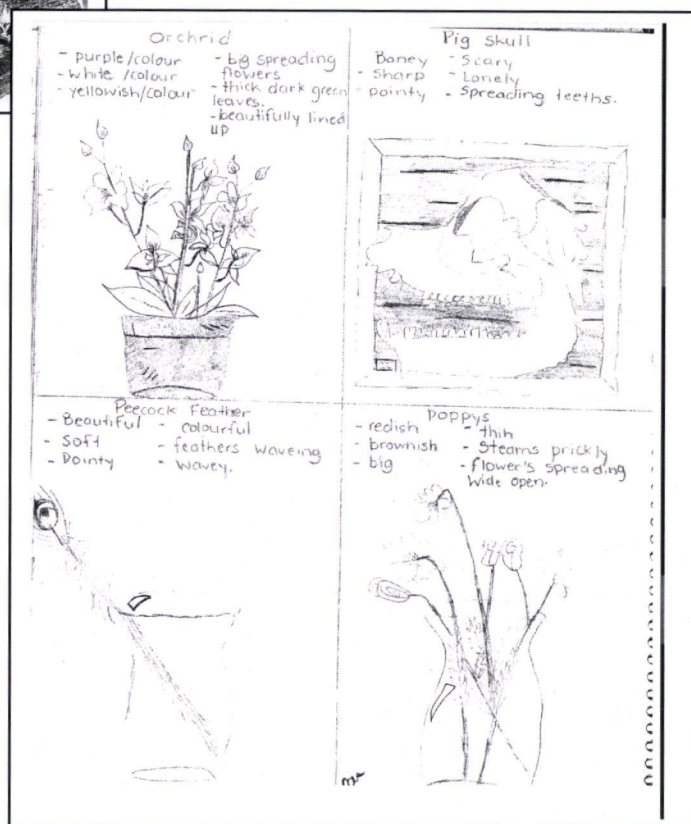 Orchrid
- purple/colour
- white /colour
- yellowish/colour
- big spreading
flowers
- thick dark green
leaves.
- beautifully lined
up
Pig Skull
Boney
- Sharp
- pointy
- Scary
- Lonely
- Spreading teeths.
Peecock Feather
- Beautiful
- Soft
- Pointy
- colourful
- feathers waveing
- wavey.
Poppys
- redish
- brownish
- big
- thin
- Steams prickly
- flower's spreading
wide open.